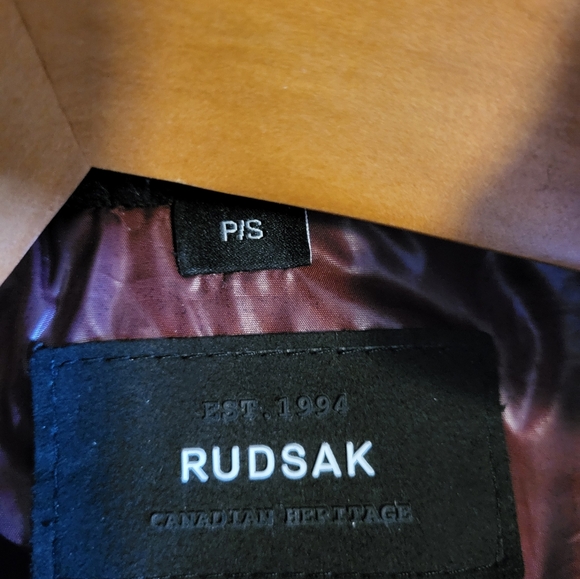 P/S
EST. 1994
RUDSAK
CANADIAN HERITAGE